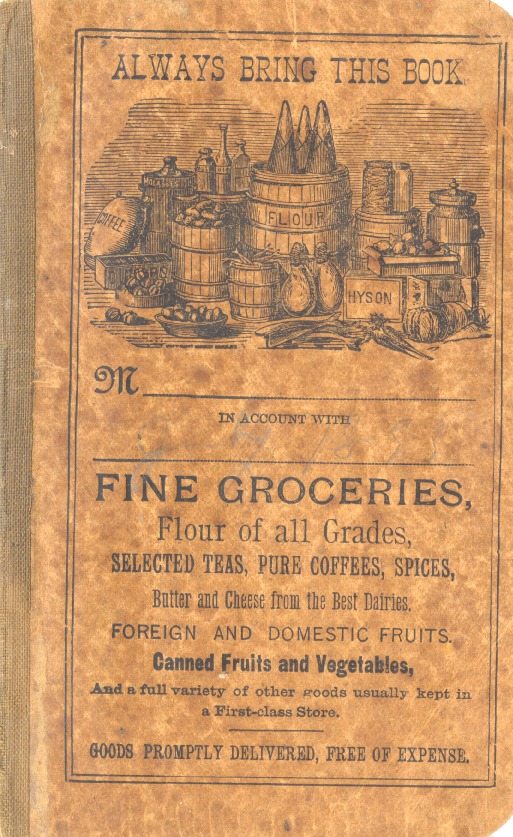 ALWAYS BRING THIS BOOK.
MOLASSES
COFFEE
FLOUR
HYSON
M
IN ACCOUNT WITH
FINE GROCERIES,
Flour of all Grades,
SELECTED TEAS, PURE COFFEES, SPICES,
Butter and Cheese from the Best Dairies,
FOREIGN AND DOMESTIC FRUITS.
Canned Fruits and Vegetables,
And a full variety of other goods usually kept in
a First-class Store.
GOODS PROMPTLY DELIVERED, FREE OF EXPENSE.